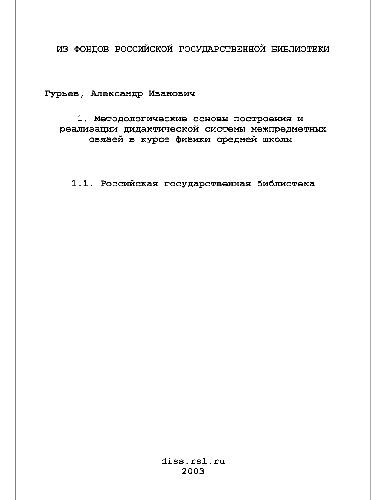 ИЗ ФОНДОВ РОССИЙСКОЙ ГОСУДАРСТВЕННОЙ БИБЛИОТЕКИ
Гурьев, Александр Иванович
1. Методологические основы построения и
реализации дидактической системы межпредметных
связей в курсе физики средней школы
1.1. Российская государственная библиотека
diss.rsl.ru
2003